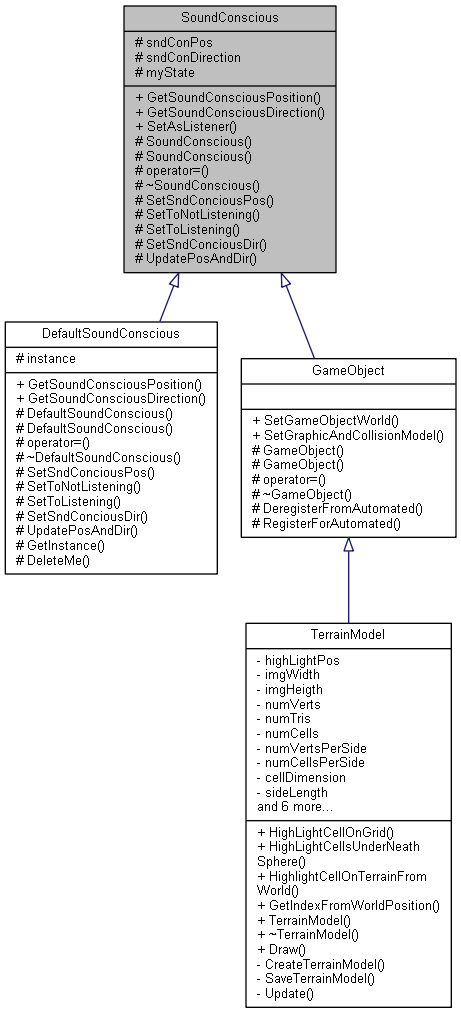 SoundConscious
# sndConPos
# sndConDirection
# myState
+ GetSoundConsciousPosition()
+ GetSoundConsciousDirection()
+ SetAsListener()
# SoundConscious()
# SoundConscious()
# operator=()
# ~SoundConscious()
# SetSndConciousPos()
# SetToNotListening()
# SetToListening()
# SetSndConciousDir()
# UpdatePosAndDir()
DefaultSoundConscious
# instance
+ GetSoundConsciousPosition()
+ GetSoundConsciousDirection()
# DefaultSoundConscious()
# DefaultSoundConscious()
# operator=()
# ~DefaultSoundConscious()
# SetSndConciousPos()
# SetToNotListening()
# SetToListening()
# SetSndConciousDir()
# UpdatePosAndDir()
# GetInstance()
# DeleteMe()
GameObject
+ SetGameObjectWorld()
+ SetGraphicAndCollisionModel()
# GameObject()
# GameObject()
# operator=()
# ~GameObject()
# DeregisterFromAutomated()
# RegisterForAutomated()
TerrainModel
- highLightPos
- imgWidth
- imgHeigth
- numVerts
- numTris
- numCells
- numVertsPerSide
- numCellsPerSide
- cellDimension
- sideLength
and 6 more...
+ HighLightCellOnGrid()
+ HighLightCellsUnderNeath
Sphere()
+ HighlightCellOnTerrainFrom
World()
+ GetIndexFromWorldPosition()
+ TerrainModel()
+ ~TerrainModel()
+ Draw()
- CreateTerrainModel()
- SaveTerrainModel()
- Update()